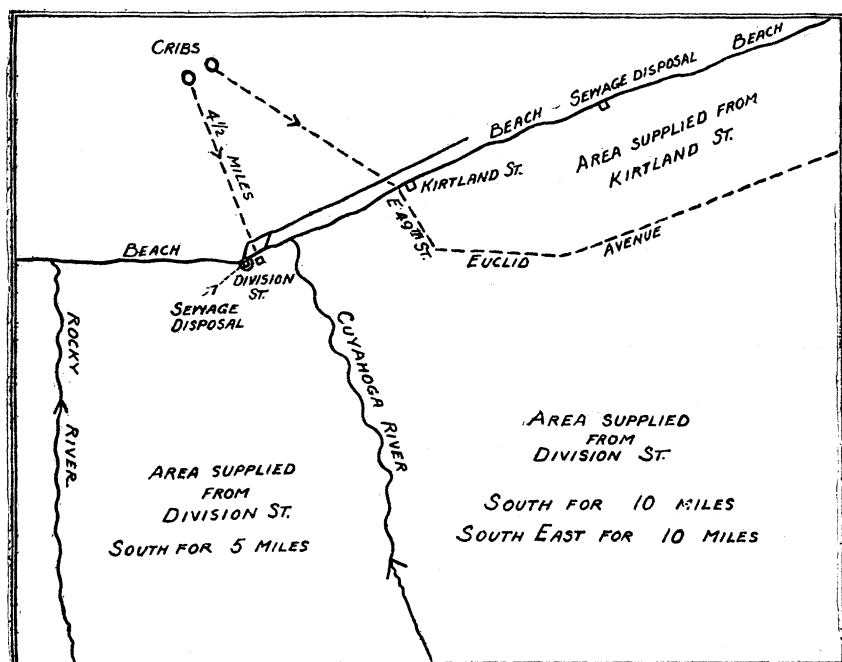 CRIBS
4½ MILES
BEACH - SEWAGE DISPOSAL BEACH
AREA SUPPLIED FROM
KIRTLAND ST.
KIRTLAND ST.
E. 49TH ST.
EUCLID AVENUE
BEACH
DIVISION
ST.
SEWAGE
DISPOSAL
ROCKY RIVER
CUYAHOGA RIVER
AREA SUPPLIED
FROM
DIVISION ST.
SOUTH FOR 5 MILES
AREA SUPPLIED
FROM
DIVISION ST.
SOUTH FOR 10 MILES
SOUTH EAST FOR 10 MILES